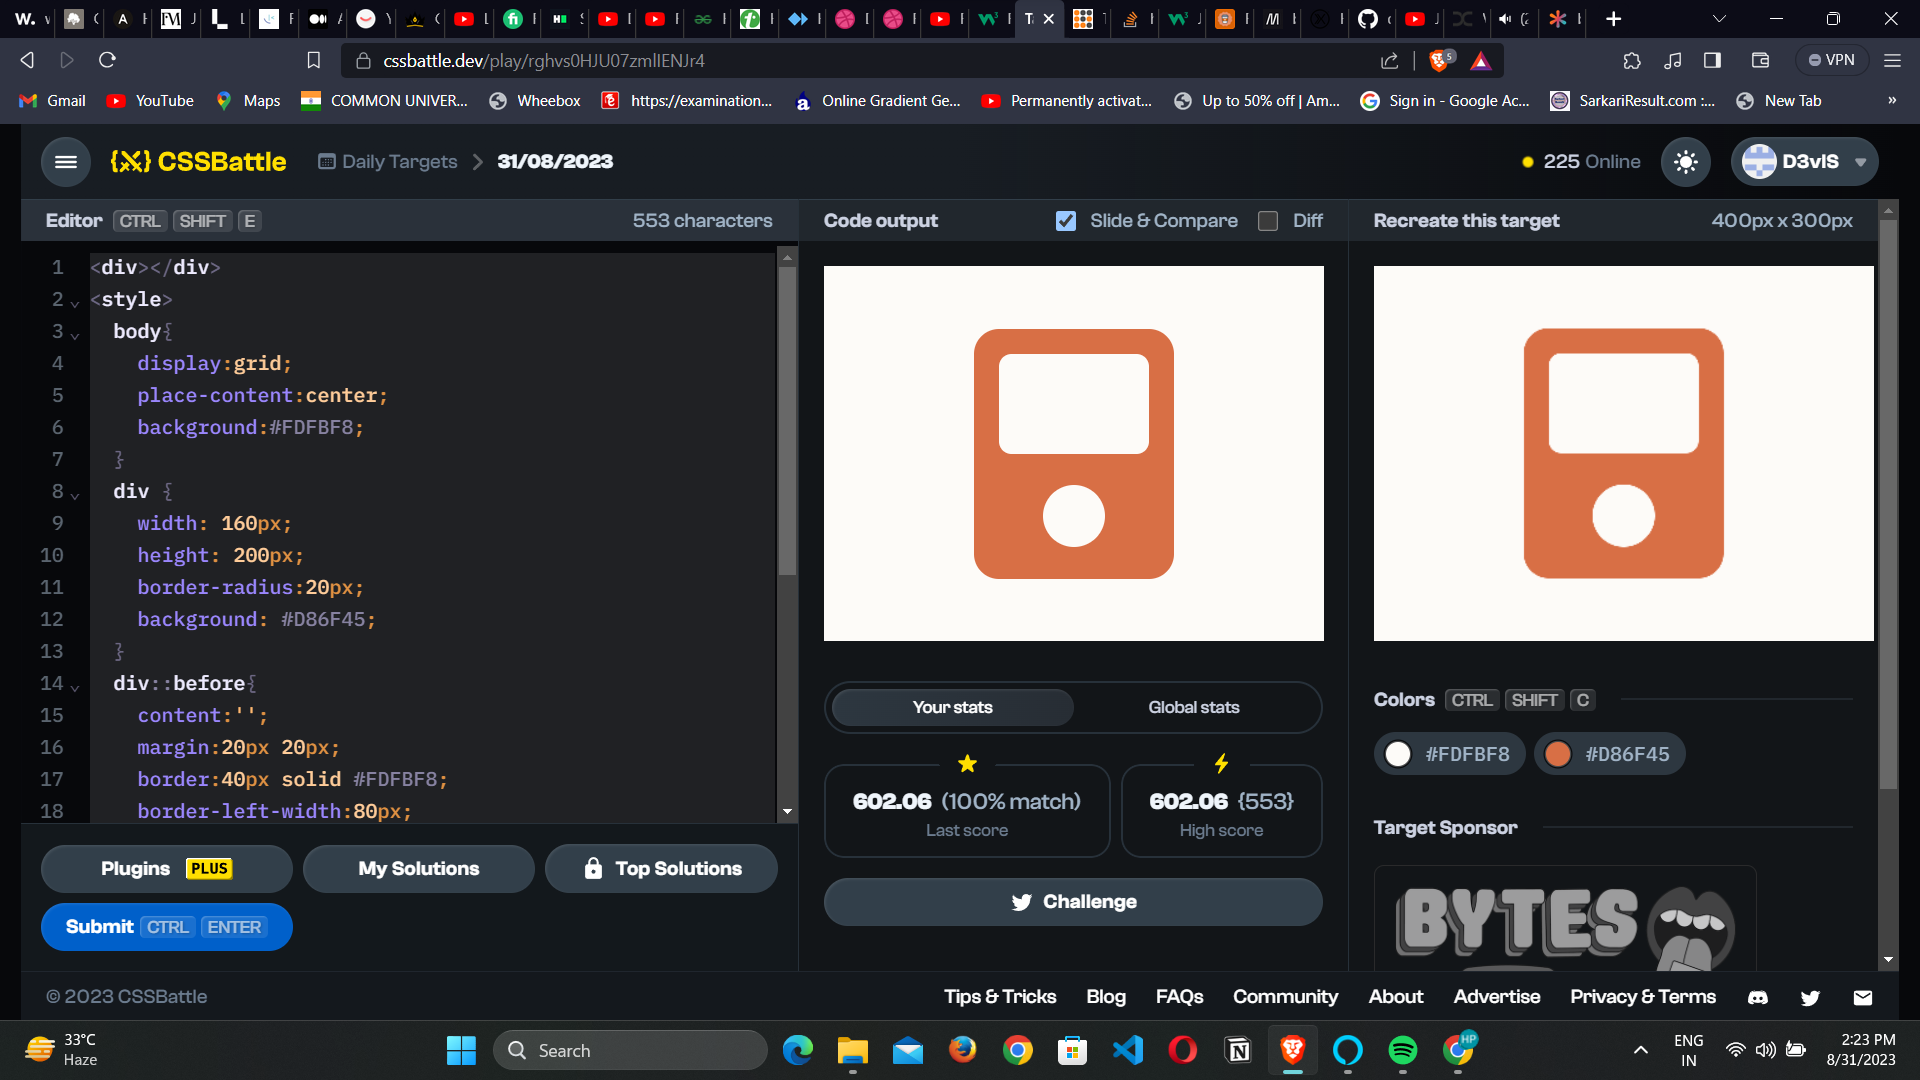 cssbattle.dev/play/rghvs0HJU07zmllENJr4
5
VPN
Gmail
YouTube
Maps
COMMON UNIVER...
Wheebox
https://examination...
Online Gradient Ge...
Permanently activat...
Up to 50% off | Am...
Sign in - Google Ac...
SarkariResult.com :...
New Tab
»
CSSBattle
Daily Targets
31/08/2023
225 Online
D3vlS
Editor CTRL SHIFT E
553 characters
Code output
Slide & Compare
Diff
Recreate this target
400px x 300px
1 <div></div>
2 <style>
3 body{
4 display:grid;
5 place-content:center;
6 background:#FDFBF8;
7 }
8 div {
9 width: 160px;
10 height: 200px;
11 border-radius:20px;
12 background: #D86F45;
13 }
14 div::before{
15 content:'';
16 margin:20px 20px;
17 border:40px solid #FDFBF8;
18 border-left-width:80px;
Your stats
Global stats
602.06 (100% match)
Last score
602.06 {553}
High score
Challenge
Colors CTRL SHIFT C
#FDFBF8
#D86F45
Target Sponsor
BYTES
Plugins PLUS
My Solutions
Top Solutions
Submit CTRL ENTER
© 2023 CSSBattle
Tips & Tricks
Blog
FAQs
Community
About
Advertise
Privacy & Terms
33°C
Haze
Search
HP
ENG
IN
2:23 PM
8/31/2023